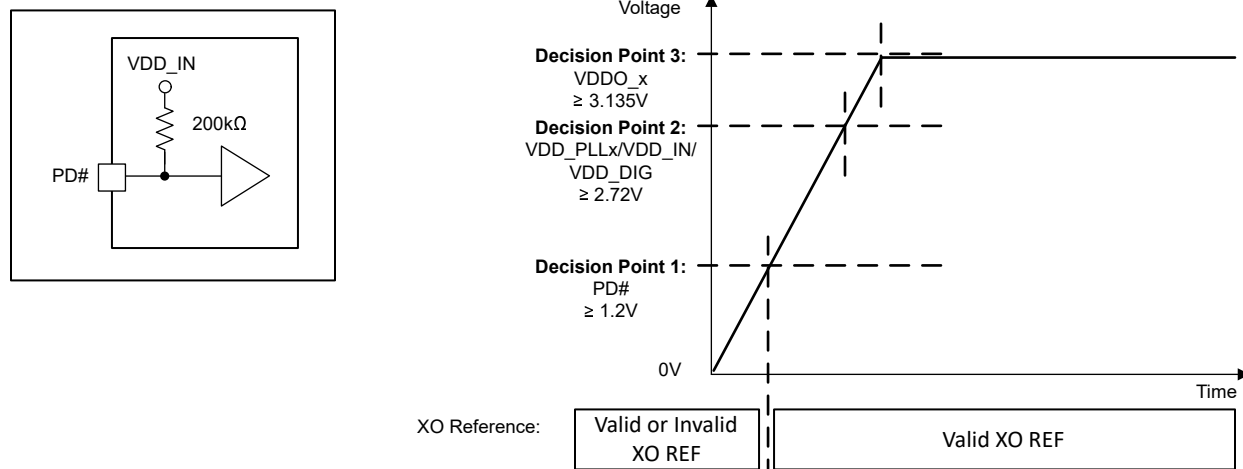 VDD_IN
200kΩ
PD#
Voltage
Decision Point 3:
VDDO_x
≥ 3.135V
Decision Point 2:
VDD_PLLx/VDD_IN/
VDD_DIG
≥ 2.72V
Decision Point 1:
PD#
≥ 1.2V
0V
Time
XO Reference:
Valid or Invalid
XO REF
Valid XO REF